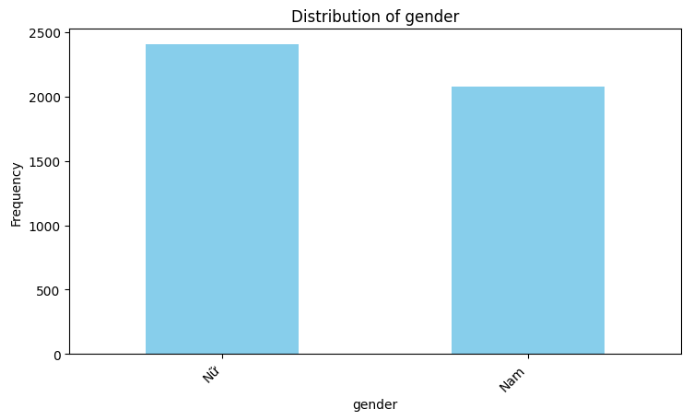 Distribution of gender
2500
2000
1500
1000
500
0
Frequency
Nữ
Nam
gender